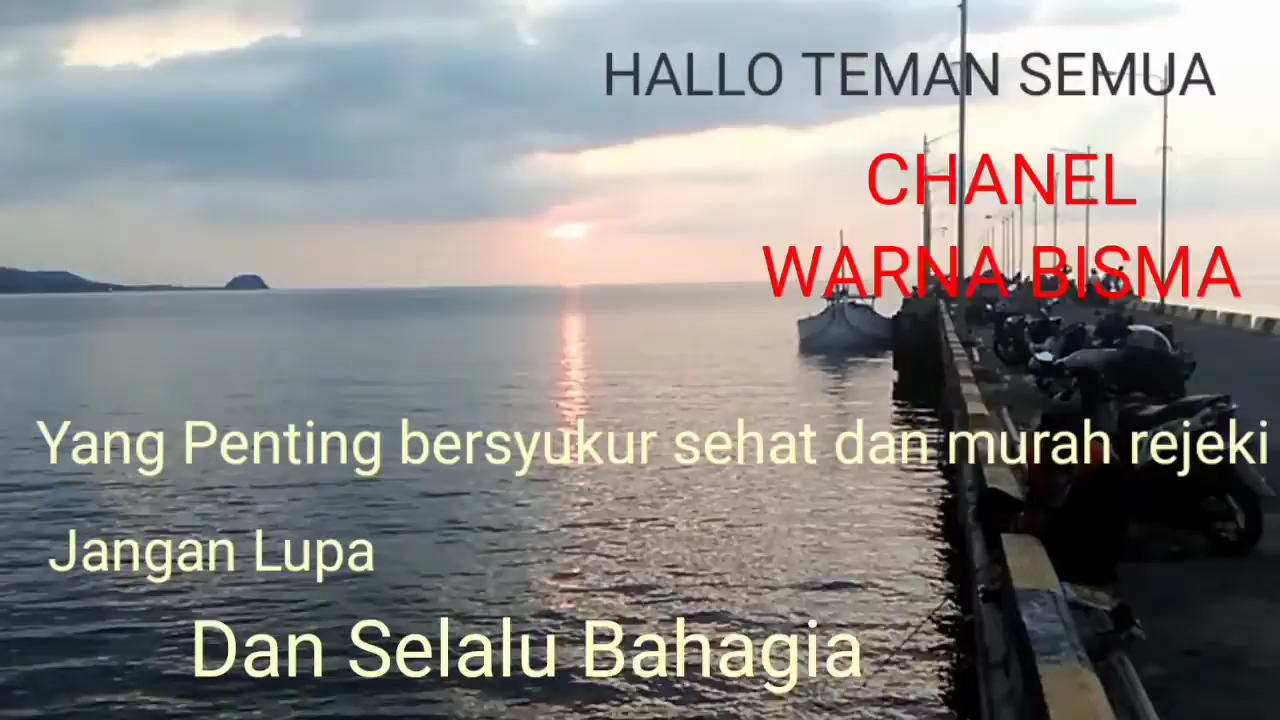 HALLO TEMAN SEMUA
CHANEL
WARNA BISMA
Yang Penting bersyukur sehat dan murah rejeki
Jangan Lupa
Dan Selalu Bahagia